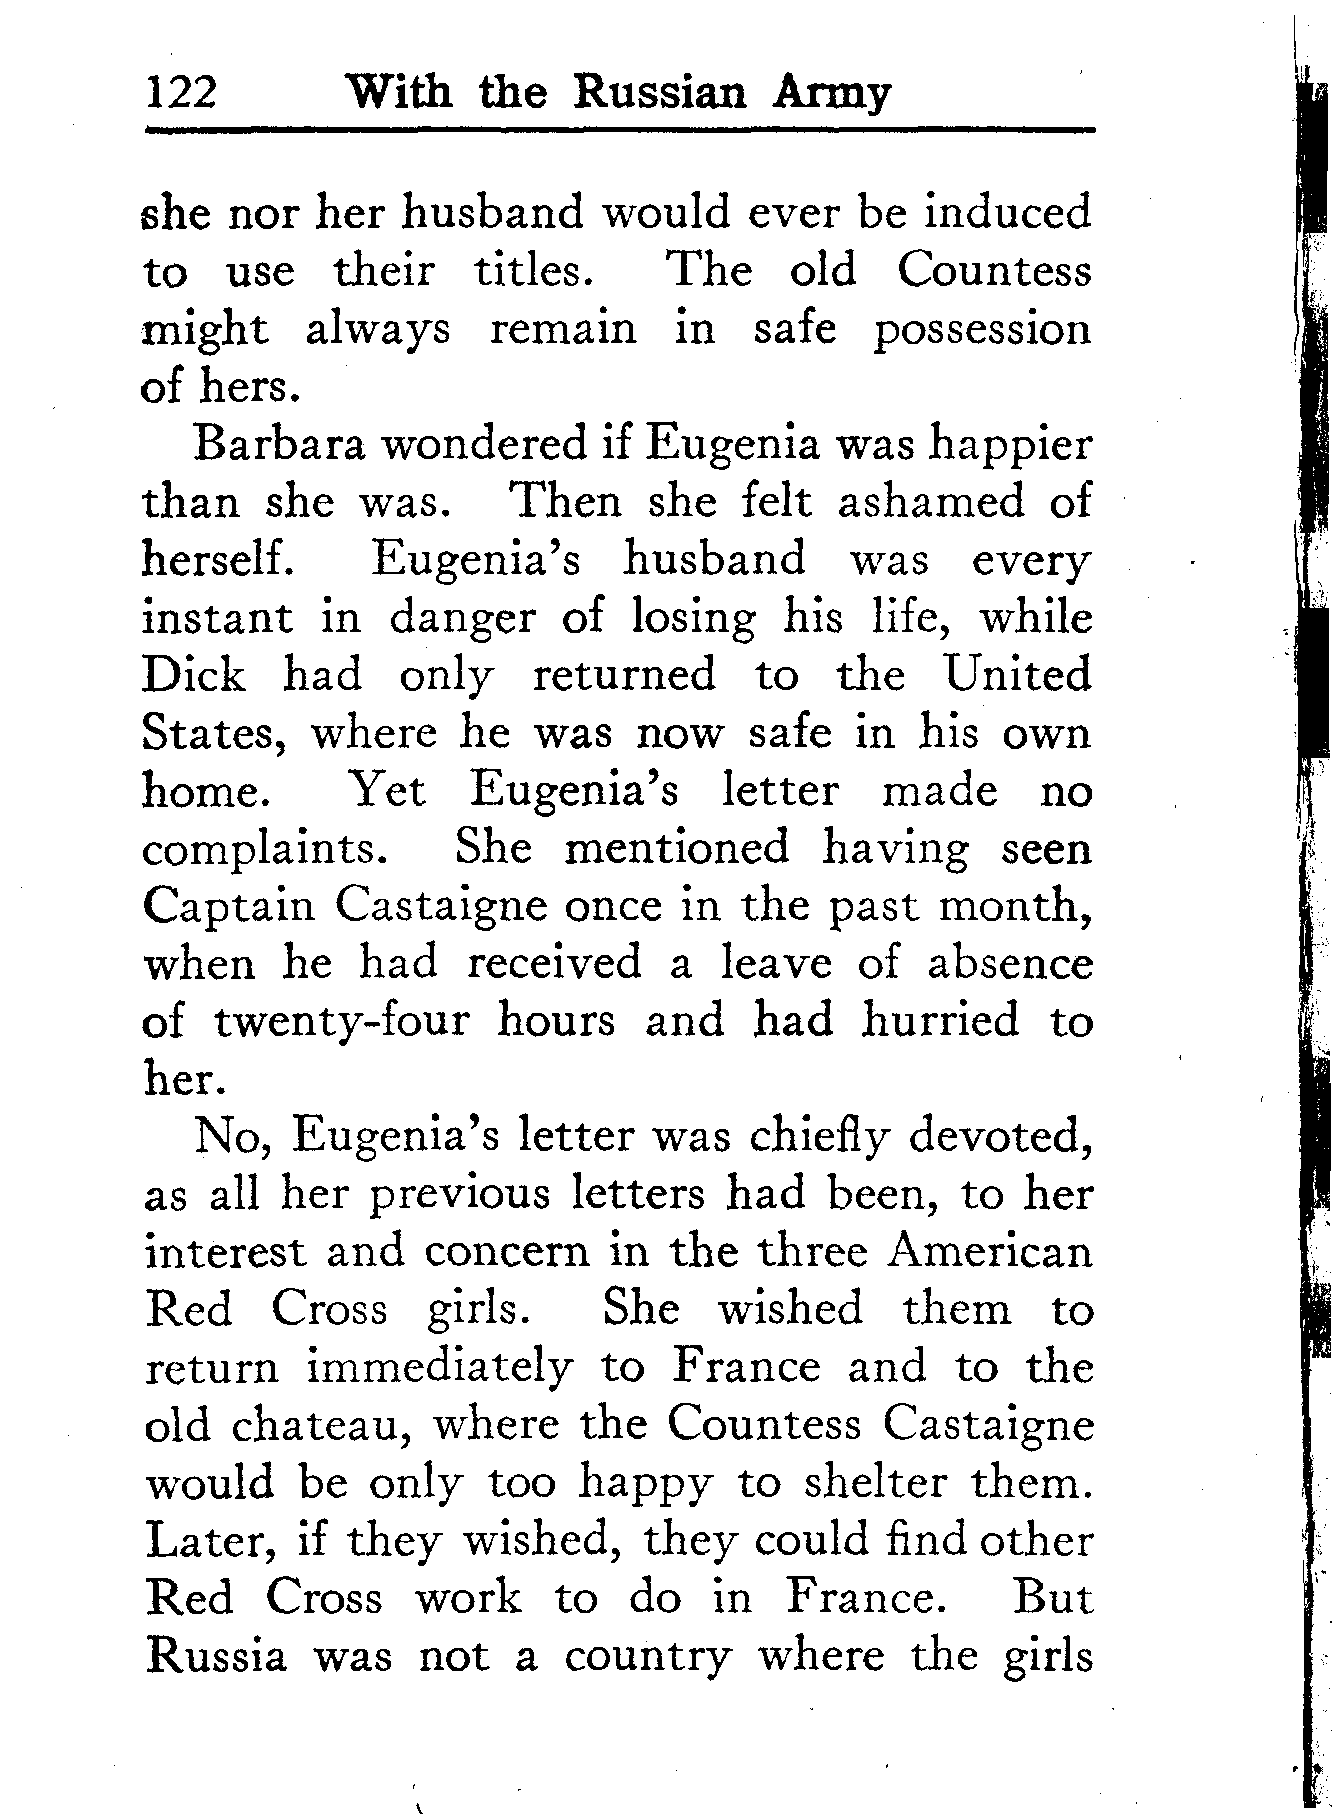 122 With the Russian Army
she nor her husband would ever be induced
to use their titles. The old Countess
might always remain in safe possession
of hers.
Barbara wondered if Eugenia was happier
than she was. Then she felt ashamed of
herself. Eugenia's husband was every
instant in danger of losing his life, while
Dick had only returned to the United
States, where he was now safe in his own
home. Yet Eugenia's letter made no
complaints. She mentioned having seen
Captain Castaigne once in the past month,
when he had received a leave of absence
of twenty-four hours and had hurried to
her.
No, Eugenia's letter was chiefly devoted,
as all her previous letters had been, to her
interest and concern in the three American
Red Cross girls. She wished them to
return immediately to France and to the
old chateau, where the Countess Castaigne
would be only too happy to shelter them.
Later, if they wished, they could find other
Red Cross work to do in France. But
Russia was not a country where the girls